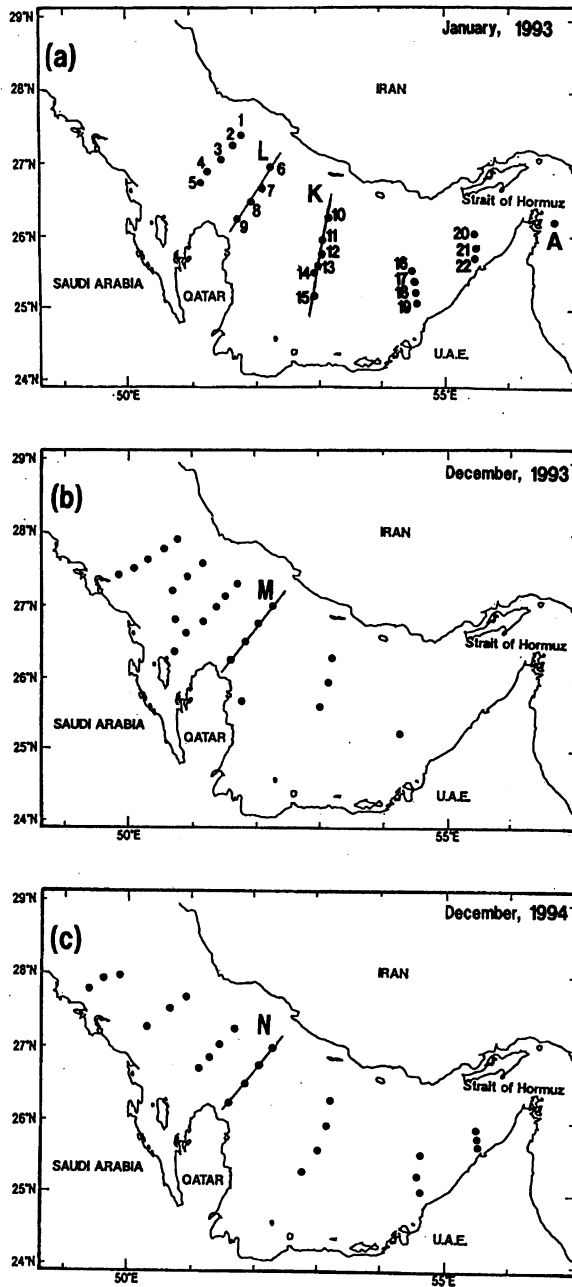 29°N
January, 1993
(a)
28°N
IRAN
1
2
3
L
4
6
27°N
5
K
7
Strait of Hormuz
8
10
9
20
A
26°N
11
21
12
16
22
SAUDI ARABIA
14
13
17
QATAR
15
18
25°N
19
U.A.E.
24°N
50°E
55°E
29°N
December, 1993
(b)
28°N
IRAN
M
27°N
Strait of Hormuz
26°N
SAUDI ARABIA
QATAR
25°N
U.A.E.
24°N
50°E
55°E
29°N
December, 1994
(c)
28°N
IRAN
N
27°N
Strait of Hormuz
26°N
SAUDI ARABIA
QATAR
25°N
U.A.E.
24°N
50°E
55°E